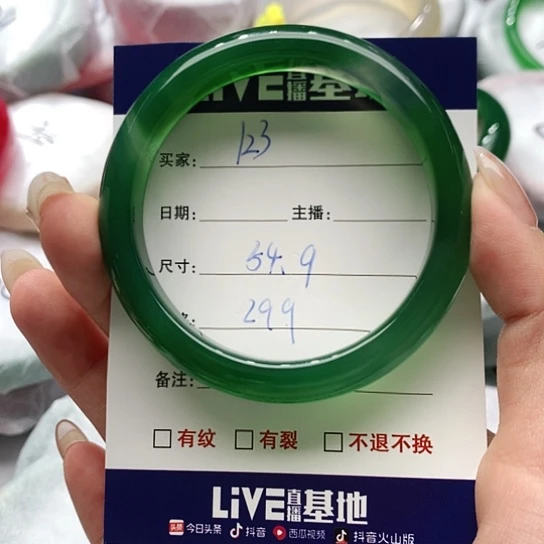 LIVE直播基地
买家: 123
日期: 主播:
尺寸: 54.9
299
备注:
有纹 有裂 不退不换
LIVE直播基地
头条 今日头条 抖音 西瓜视频 抖音火山版